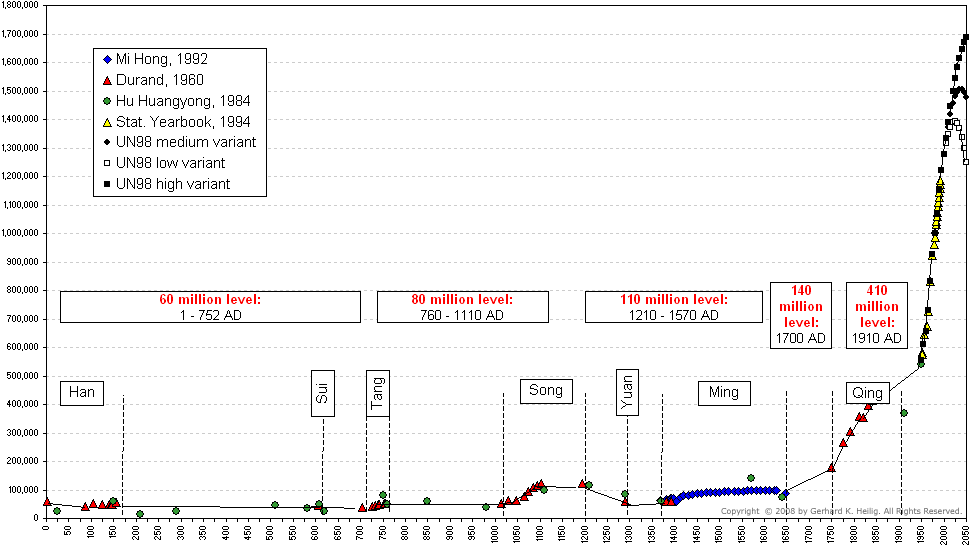 1,800,000
1,700,000
1,600,000
1,500,000
1,400,000
1,300,000
1,200,000
1,100,000
1,000,000
900,000
800,000
700,000
600,000
500,000
400,000
300,000
200,000
100,000
0
Mi Hong, 1992
Durand, 1960
Hu Huangyong, 1984
Stat. Yearbook, 1994
UN98 medium variant
UN98 low variant
UN98 high variant
60 million level:
1 - 752 AD
80 million level:
760 - 1110 AD
110 million level:
1210 - 1570 AD
140
million
level:
1700 AD
410
million
level:
1910 AD
Han
Sui
Tang
Song
Yuan
Ming
Qing
Copyright © 2008 by Gerhard K. Heilig. All Rights Reserved.
0 50 100 150 200 250 300 350 400 450 500 550 600 650 700 750 800 850 900 950 1000 1050 1100 1150 1200 1250 1300 1350 1400 1450 1500 1550 1600 1650 1700 1750 1800 1850 1900 1950 2000 2050